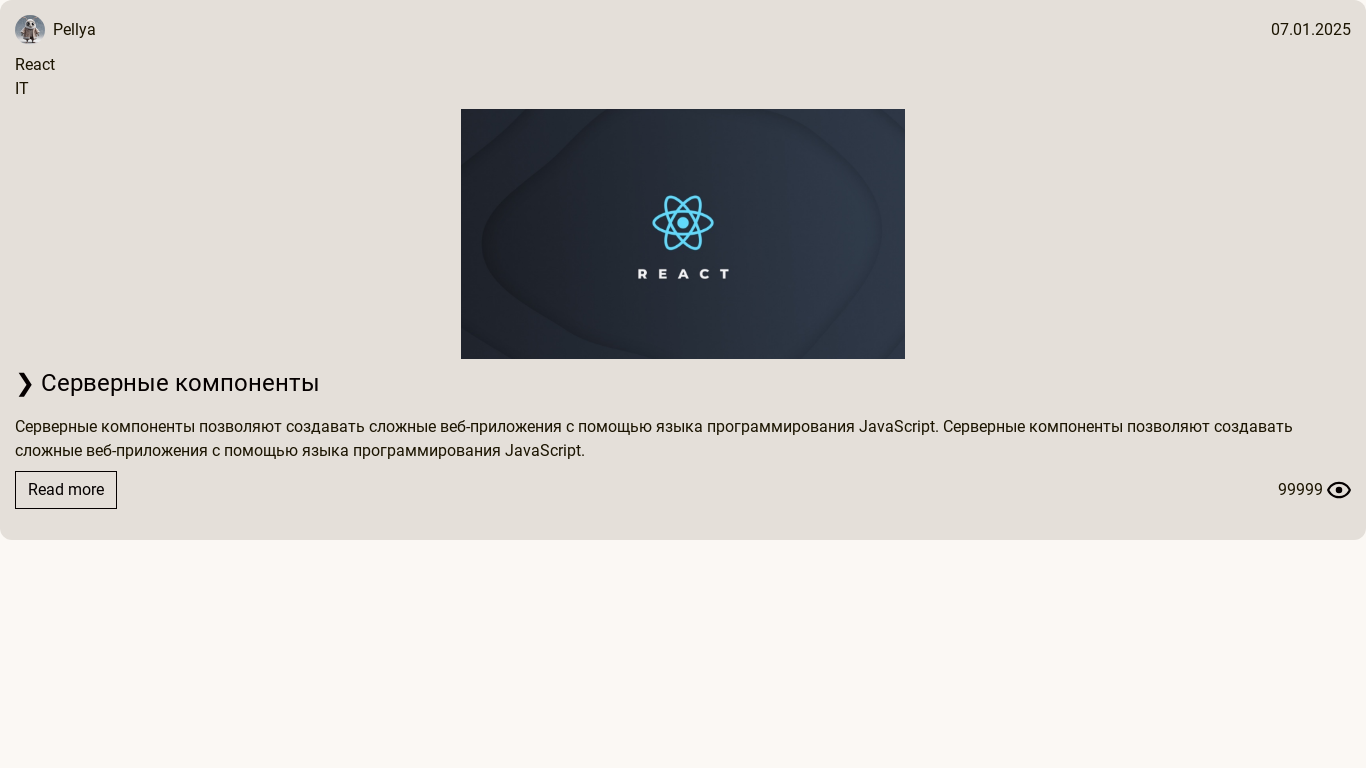 Pellya
07.01.2025
React
IT
REACT
❯ Серверные компоненты
Серверные компоненты позволяют создавать сложные веб-приложения с помощью языка программирования JavaScript. Серверные компоненты позволяют создавать
сложные веб-приложения с помощью языка программирования JavaScript.
Read more
99999